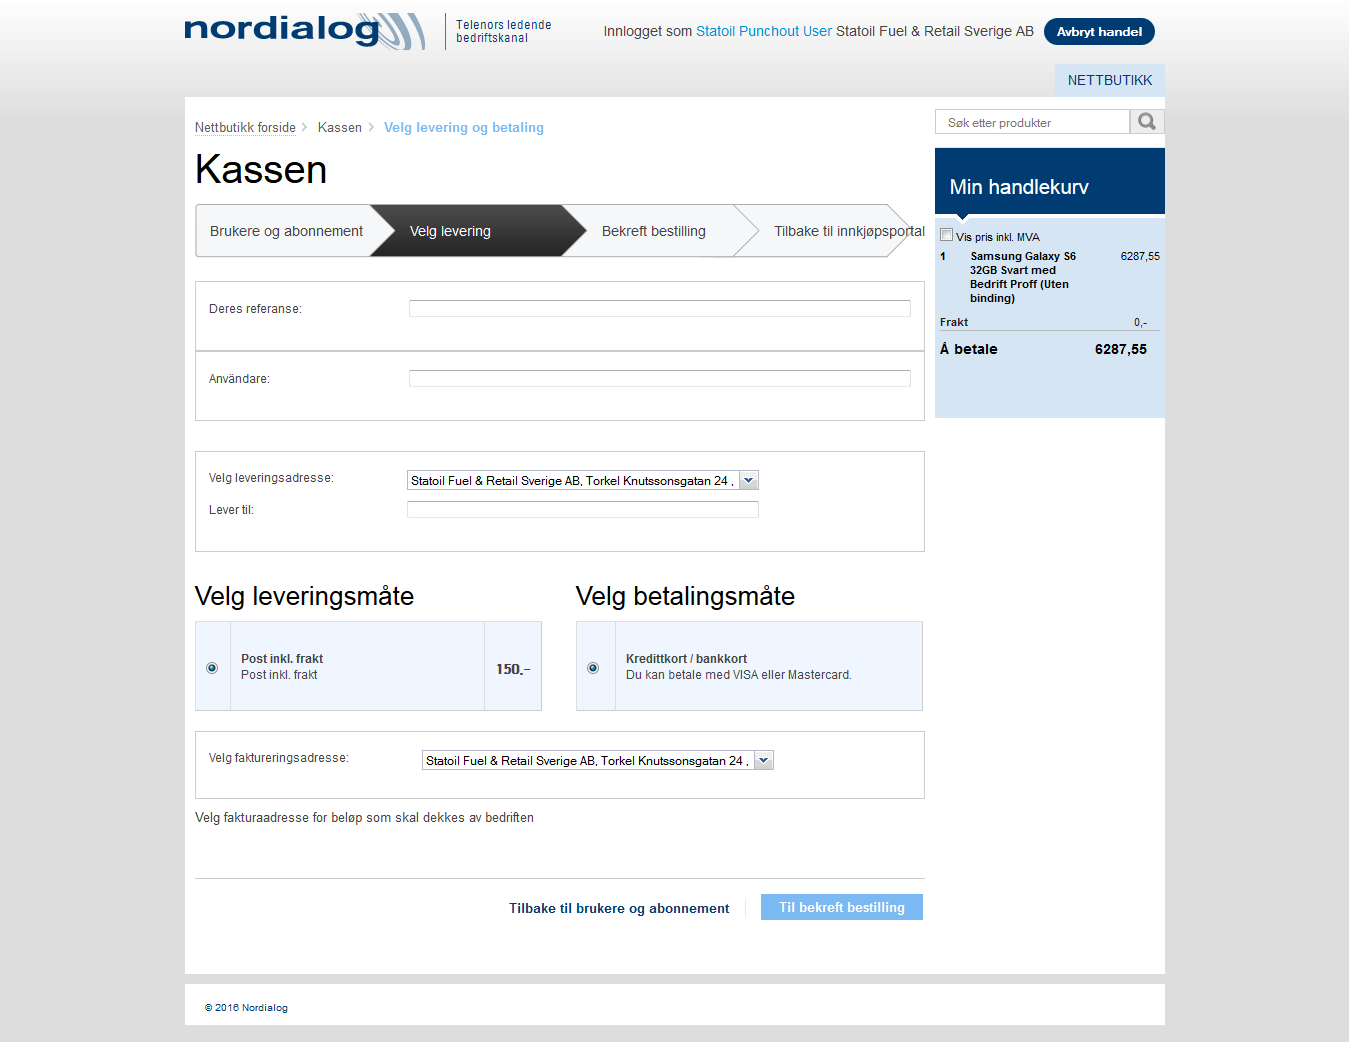 nordialog
Telenors ledende
bedriftskanal
Innlogget som Statoil Punchout User Statoil Fuel & Retail Sverige AB
Avbryt handel
NETTBUTIKK
Nettbutikk forside
Kassen
Velg levering og betaling
Kassen
Brukere og abonnement
Velg levering
Bekreft bestilling
Tilbake til innkjøpsportal
Deres referanse:
Användare:
Velg leveringsadresse:
Statoil Fuel & Retail Sverige AB, Torkel Knutssonsgatan 24 ,
Lever til:
Velg leveringsmåte
Post inkl. frakt
Post inkl. frakt
150,–
Velg betalingsmåte
Kredittkort / bankkort
Du kan betale med VISA eller Mastercard.
Velg faktureringsadresse:
Statoil Fuel & Retail Sverige AB, Torkel Knutssonsgatan 24 ,
Velg fakturaadresse for beløp som skal dekkes av bedriften
Tilbake til brukere og abonnement
Til bekreft bestilling
Søk etter produkter
Min handlekurv
Vis pris inkl. MVA
1 Samsung Galaxy S6 6287,55
32GB Svart med
Bedrift Proff (Uten
binding)
Frakt 0,-
Å betale 6287,55
© 2016 Nordialog